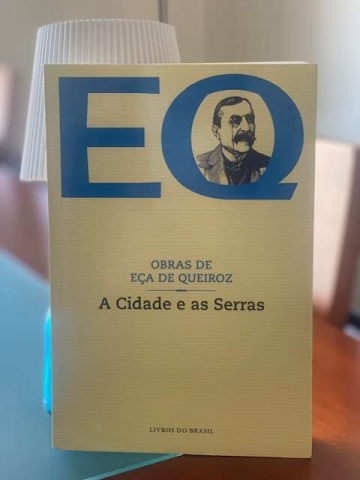 EQ
OBRAS DE
EÇA DE QUEIROZ
A Cidade e as Serras
LIVROS DO BRASIL